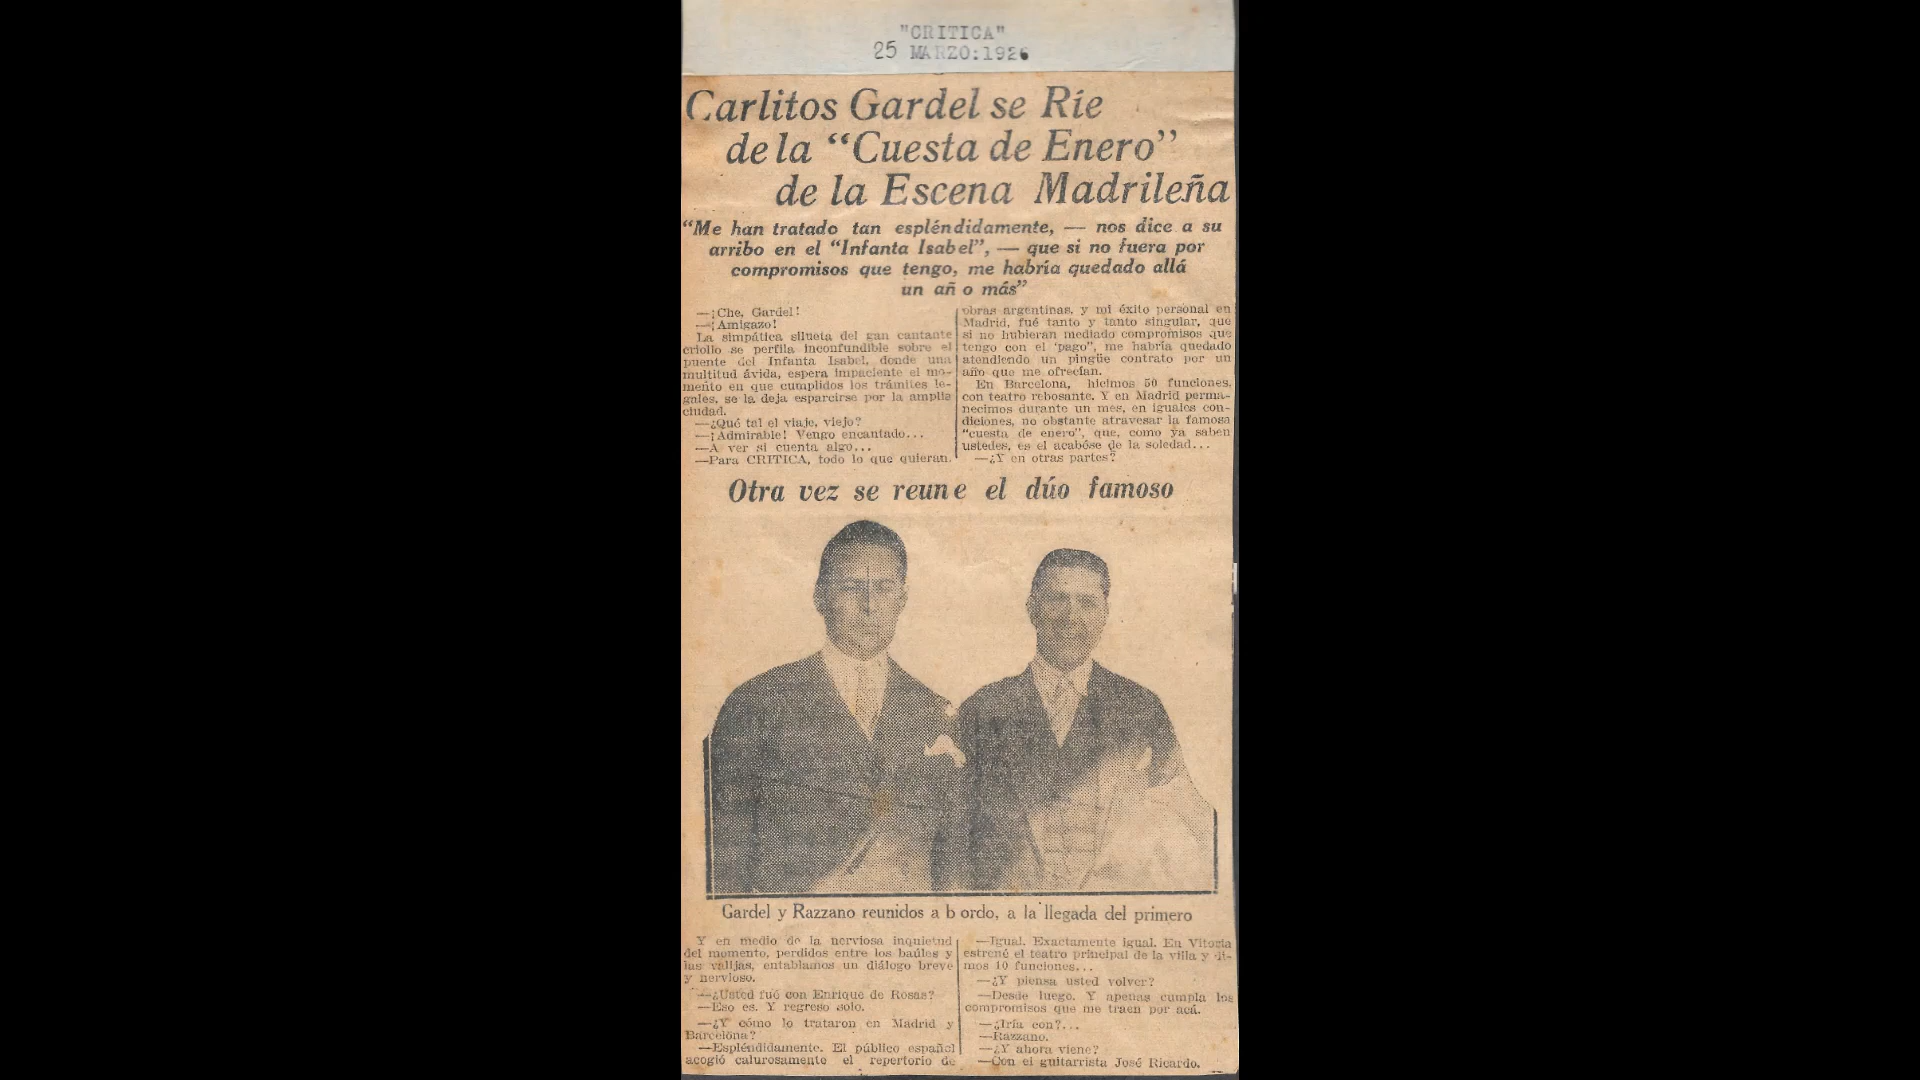 "CRITICA"
25 MARZO:1926
Carlitos Gardel se Ríe
de la “Cuesta de Enero”
de la Escena Madrileña
“Me han tratado tan espléndidamente, — nos dice a su
arribo en el “Infanta Isabel”, — que si no fuera por
compromisos que tengo, me habría quedado allá
un añ o más”
—¡Che, Gardel!
—¡Amigazo!
La simpática silueta del gan cantante
criollo se perfila inconfundible sobre el
puente del Infanta Isabel, donde una
multitud ávida, espera impaciente el mo-
mento en que cumplidos los trámites le-
gales, se la deja esparcirse por la amplia
ciudad.
—¿Qué tal el viaje, viejo?
—¡Admirable! Vengo encantado...
—A ver si cuenta algo...
—Para CRITICA, todo lo que quieran.
Otra vez se reune el dúo famoso
Gardel y Razzano reunidos a b ordo, a la llegada del primero
Y en medio de la nerviosa inquietud
del momento, perdidos entre los baúles y
las valijas, entablamos un diálogo breve
y nervioso.
—¿Usted fué con Enrique de Rosas?
—Eso es. Y regreso solo.
—¿Y cómo lo trataron en Madrid y
Barcelona?
—Espléndidamente. El público español
acogió calurosamente el repertorio de
obras argentinas, y mi éxito personal en
Madrid, fué tanto y tanto singular, que
si no hubieran mediado compromisos que
tengo con el 'pago", me habría quedado
atendiendo un pingüe contrato por un
año que me ofrecían.
En Barcelona, hicimos 50 funciones,
con teatro rebosante. Y en Madrid perma-
necimos durante un mes, en iguales con-
diciones, no obstante atravesar la famosa
"cuesta de enero", que, como ya saben
ustedes, es el acabóse de la soledad...
—¿Y en otras partes?
—Igual. Exactamente igual. En Vitoria
estrené el teatro principal de la villa y di-
mos 10 funciones...
—¿Y piensa usted volver?
—Desde luego. Y apenas cumpla los
compromisos que me traen por acá.
—¿Iría con?...
—Razzano.
—¿Y ahora viene?
—Con el guitarrista José Ricardo.